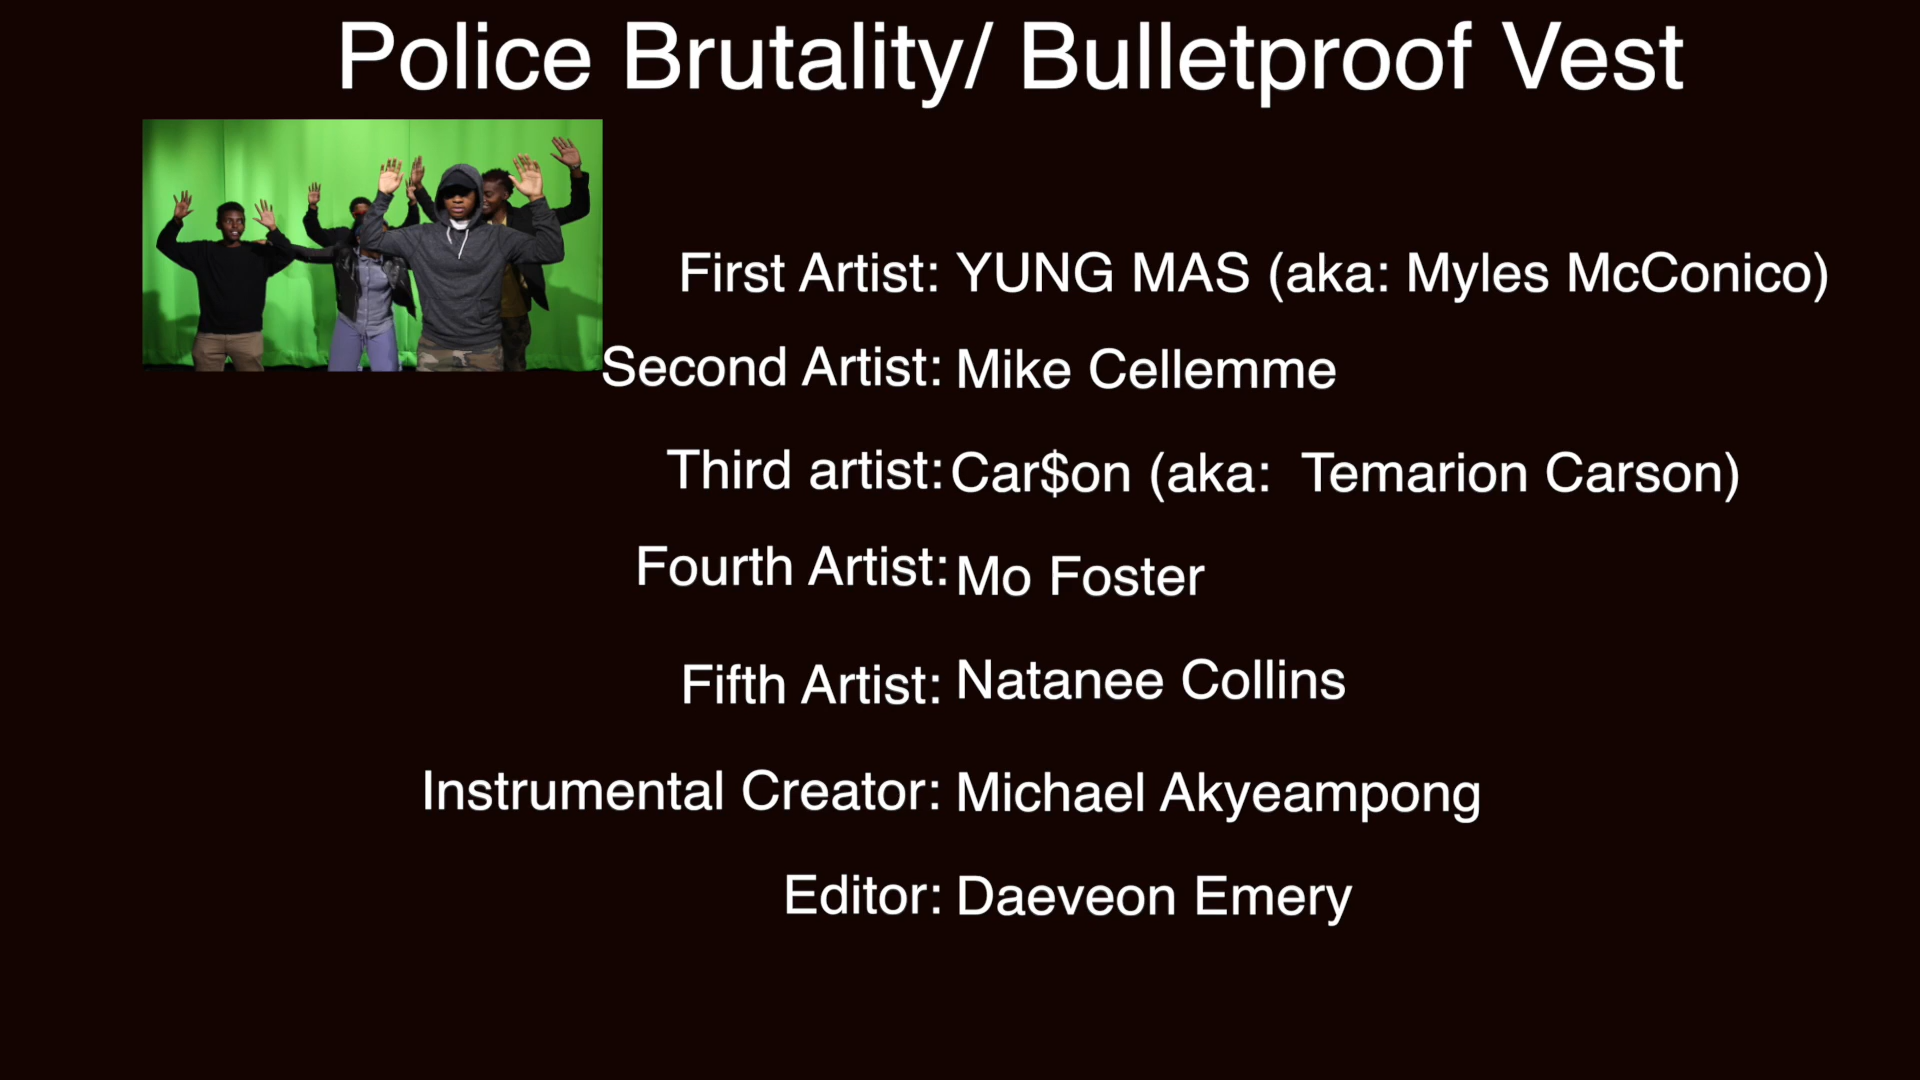 Police Brutality/ Bulletproof Vest
First Artist: YUNG MAS (aka: Myles McConico)
Second Artist: Mike Cellemme
Third artist: Car$on (aka:  Temarion Carson)
Fourth Artist: Mo Foster
Fifth Artist: Natanee Collins
Instrumental Creator: Michael Akyeampong
Editor: Daeveon Emery